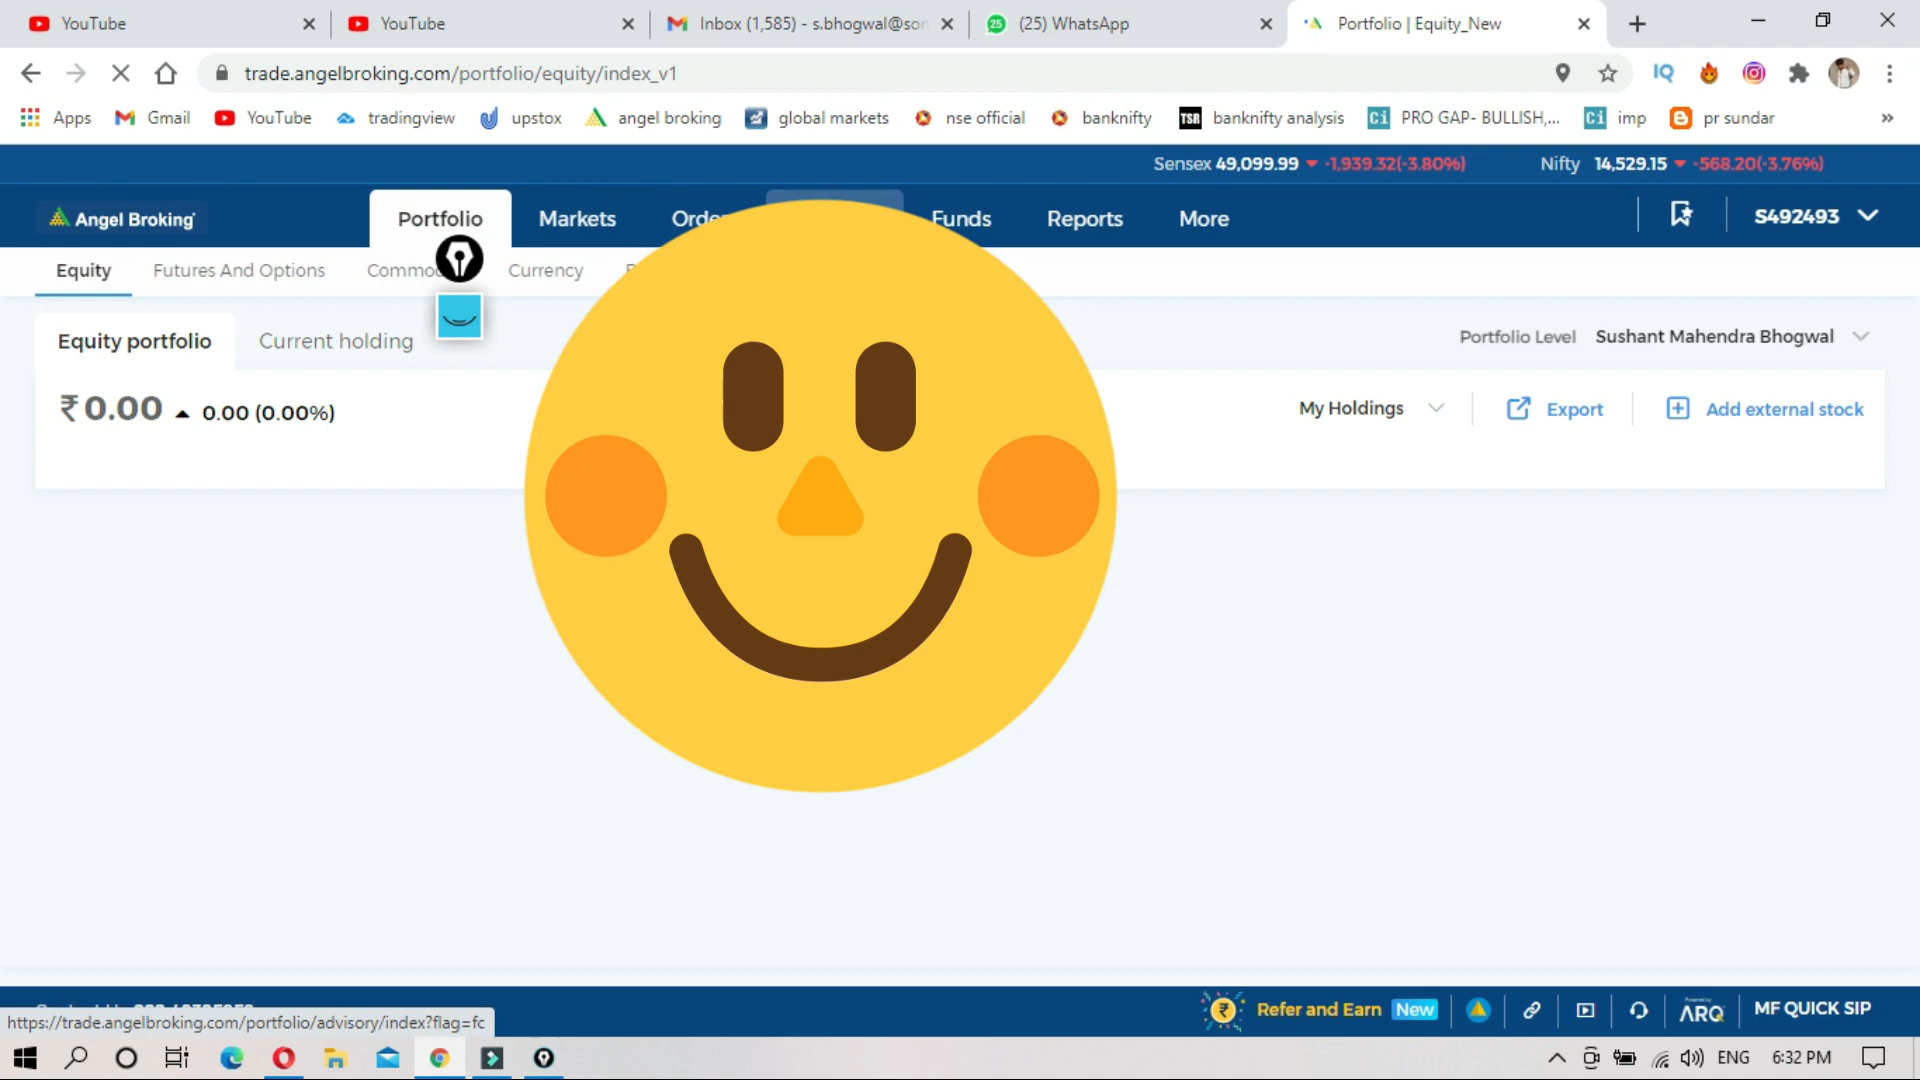 YouTube
YouTube
Inbox (1,585) - s.bhogwal@son
(25) WhatsApp
Portfolio | Equity_New
trade.angelbroking.com/portfolio/equity/index_v1
IQ
Apps
Gmail
YouTube
tradingview
upstox
angel broking
global markets
nse official
banknifty
TSR
banknifty analysis
Ci
PRO GAP- BULLISH,...
Ci
imp
pr sundar
Sensex 49,099.99 -1,939.32(-3.80%)
Nifty 14,529.15 -568.20(-3.76%)
Angel Broking
Portfolio
Markets
Funds
Reports
More
S492493
Equity
Futures And Options
Currency
Equity portfolio
Current holding
Portfolio Level Sushant Mahendra Bhogwal
₹0.00 0.00 (0.00%)
My Holdings
Export
Add external stock
Refer and Earn New
ARQ
MF QUICK SIP
https://trade.angelbroking.com/portfolio/advisory/index?flag=fc
ENG
6:32 PM